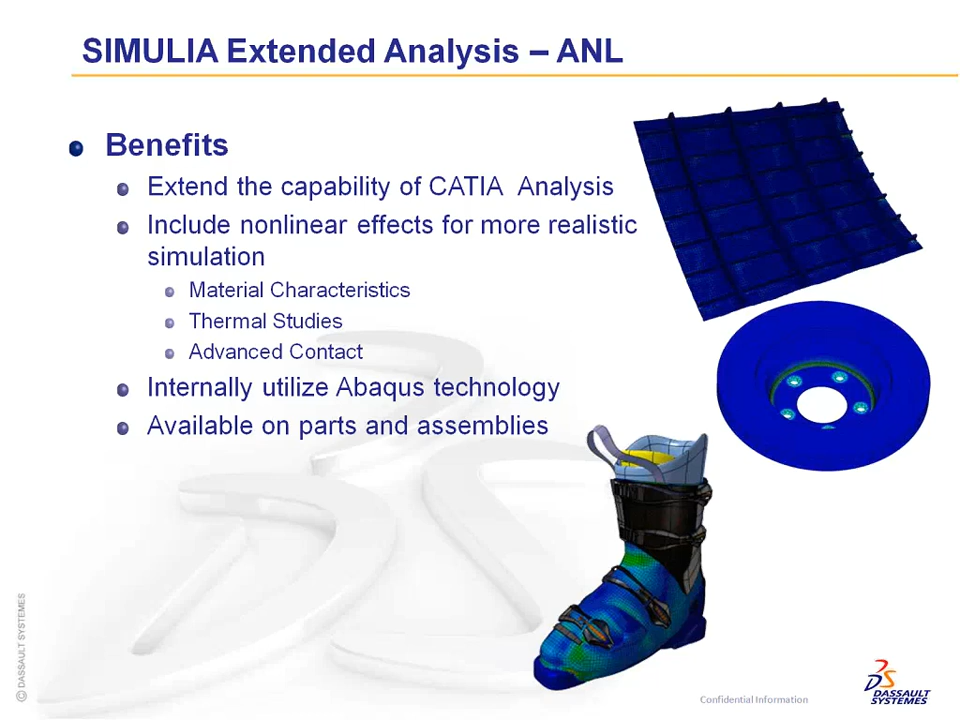 SIMULIA Extended Analysis – ANL
Benefits
Extend the capability of CATIA Analysis
Include nonlinear effects for more realistic
simulation
Material Characteristics
Thermal Studies
Advanced Contact
Internally utilize Abaqus technology
Available on parts and assemblies
© DASSAULT SYSTEMES
Confidential Information
DASSAULT
SYSTEMES